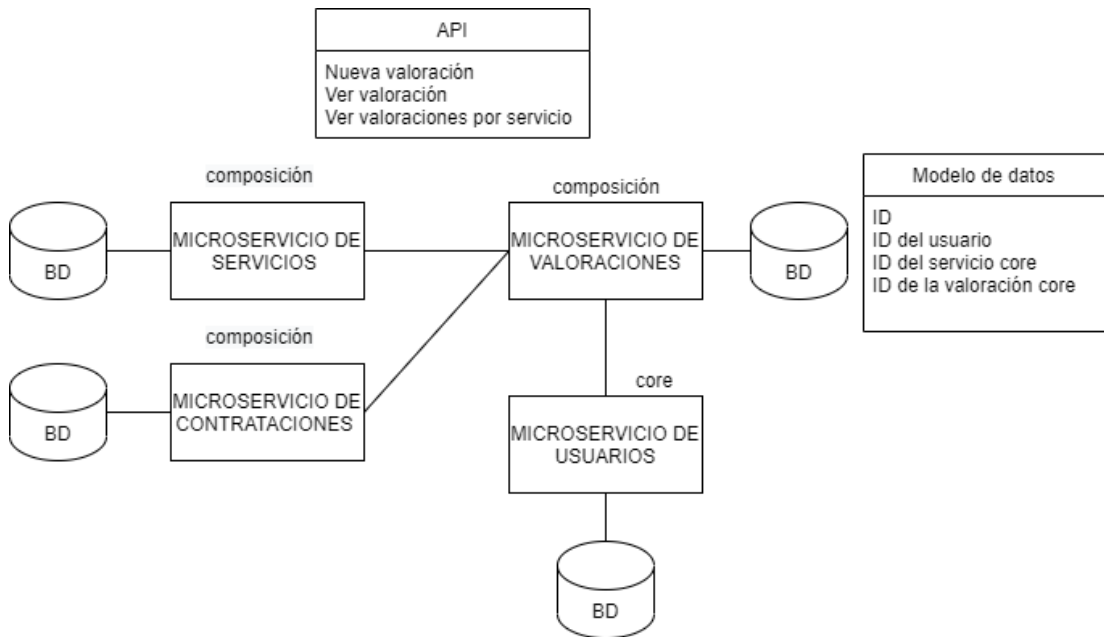 API
Nueva valoración
Ver valoración
Ver valoraciones por servicio
composición
composición
Modelo de datos
ID
ID del usuario
ID del servicio core
ID de la valoración core
BD
MICROSERVICIO DE
SERVICIOS
MICROSERVICIO DE
VALORACIONES
BD
composición
BD
MICROSERVICIO DE
CONTRATACIONES
core
MICROSERVICIO DE
USUARIOS
BD